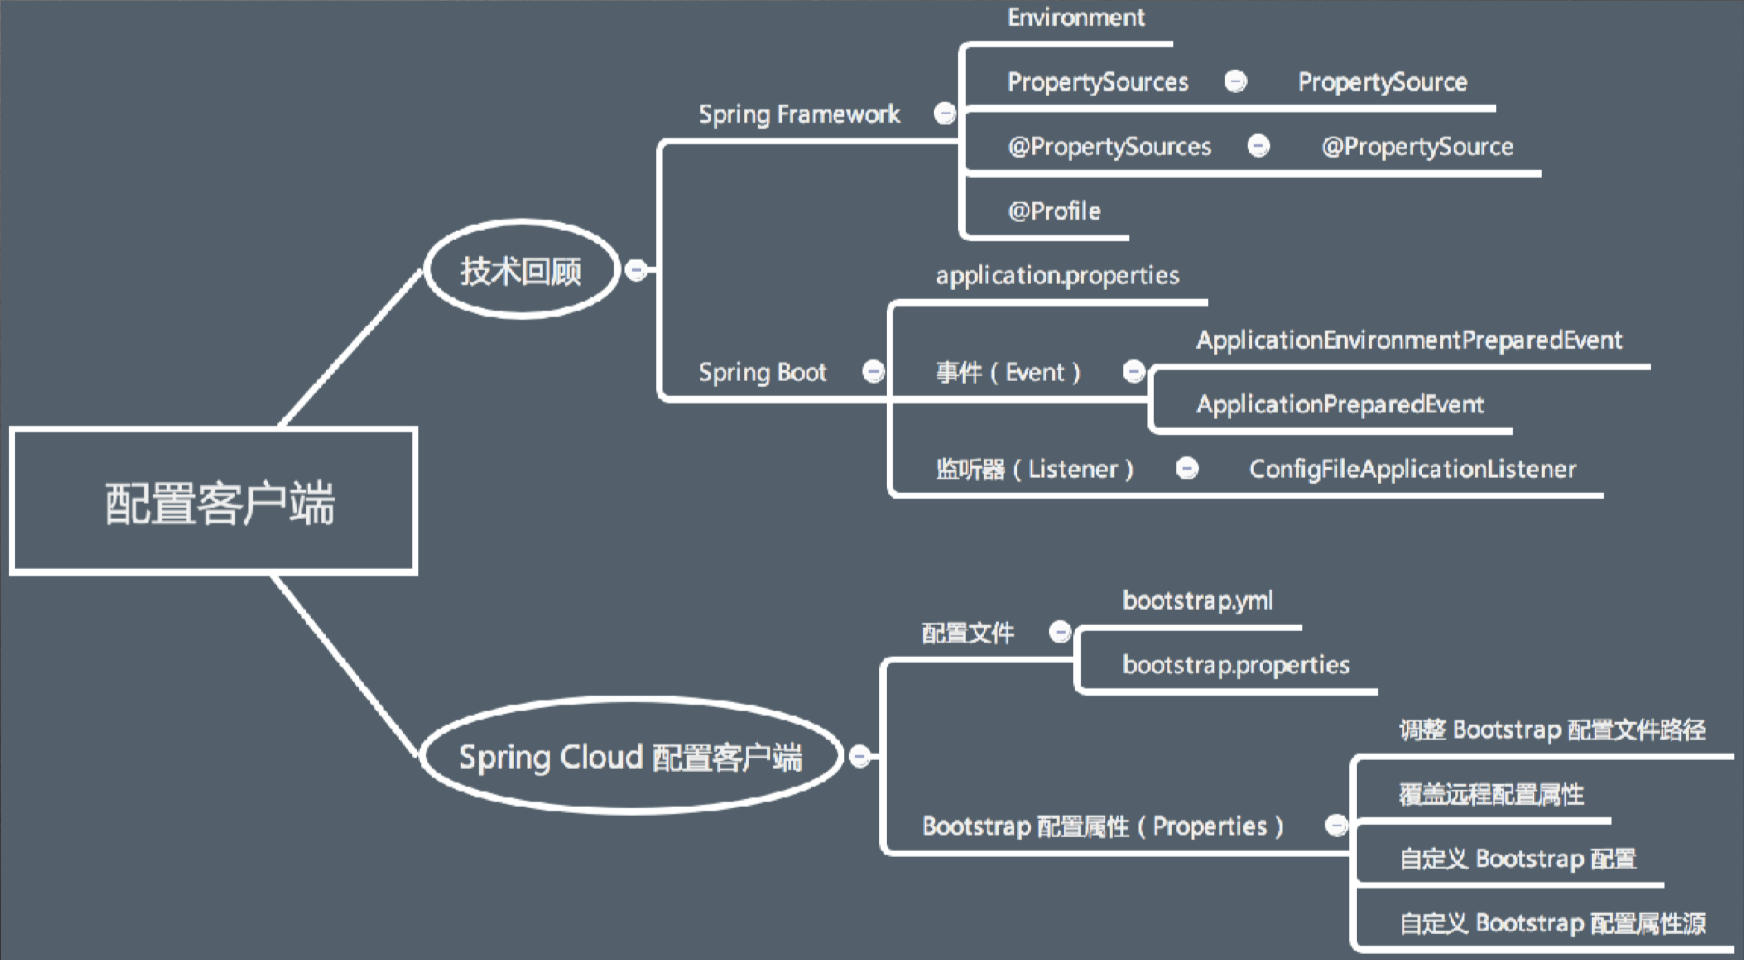 Environment
PropertySources PropertySource
Spring Framework
@PropertySources @PropertySource
@Profile
技术回顾
application.properties
ApplicationEnvironmentPreparedEvent
Spring Boot 事件（Event）
ApplicationPreparedEvent
监听器（Listener） ConfigFileApplicationListener
配置客户端
bootstrap.yml
配置文件
bootstrap.properties
调整 Bootstrap 配置文件路径
Spring Cloud 配置客户端
覆盖远程配置属性
Bootstrap 配置属性（Properties）
自定义 Bootstrap 配置
自定义 Bootstrap 配置属性源